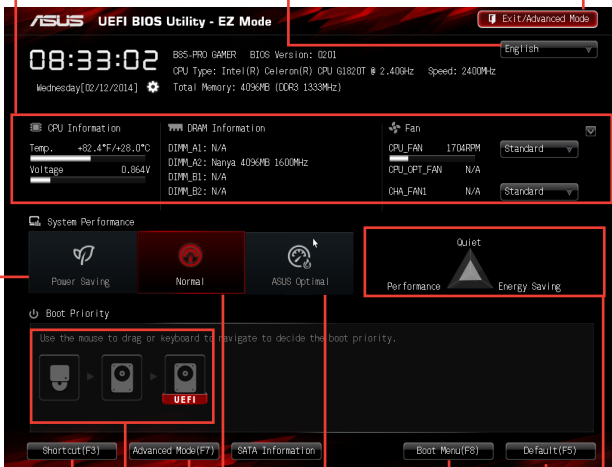 ASUS UEFI BIOS Utility - EZ Mode
Exit/Advanced Mode
English
08:33:02
Wednesday[02/12/2014]
B85-PRO GAMER BIOS Version: 0201
CPU Type: Intel(R) Celeron(R) CPU G1820T @ 2.40GHz Speed: 2400MHz
Total Memory: 4096MB (DDR3 1333MHz)
CPU Information
Temp. +82.4°F/+28.0°C
Voltage 0.864V
DRAM Information
DIMM_A1: N/A
DIMM_A2: Nanya 4096MB 1600MHz
DIMM_B1: N/A
DIMM_B2: N/A
Fan
CPU_FAN 1704RPM Standard
CPU_OPT_FAN N/A
CHA_FAN1 N/A Standard
System Performance
Power Saving
Normal
ASUS Optimal
Quiet
Performance
Energy Saving
Boot Priority
Use the mouse to drag or keyboard to navigate to decide the boot priority.
UEFI
Shortcut(F3)
Advanced Mode(F7)
SATA Information
Boot Menu(F8)
Default(F5)